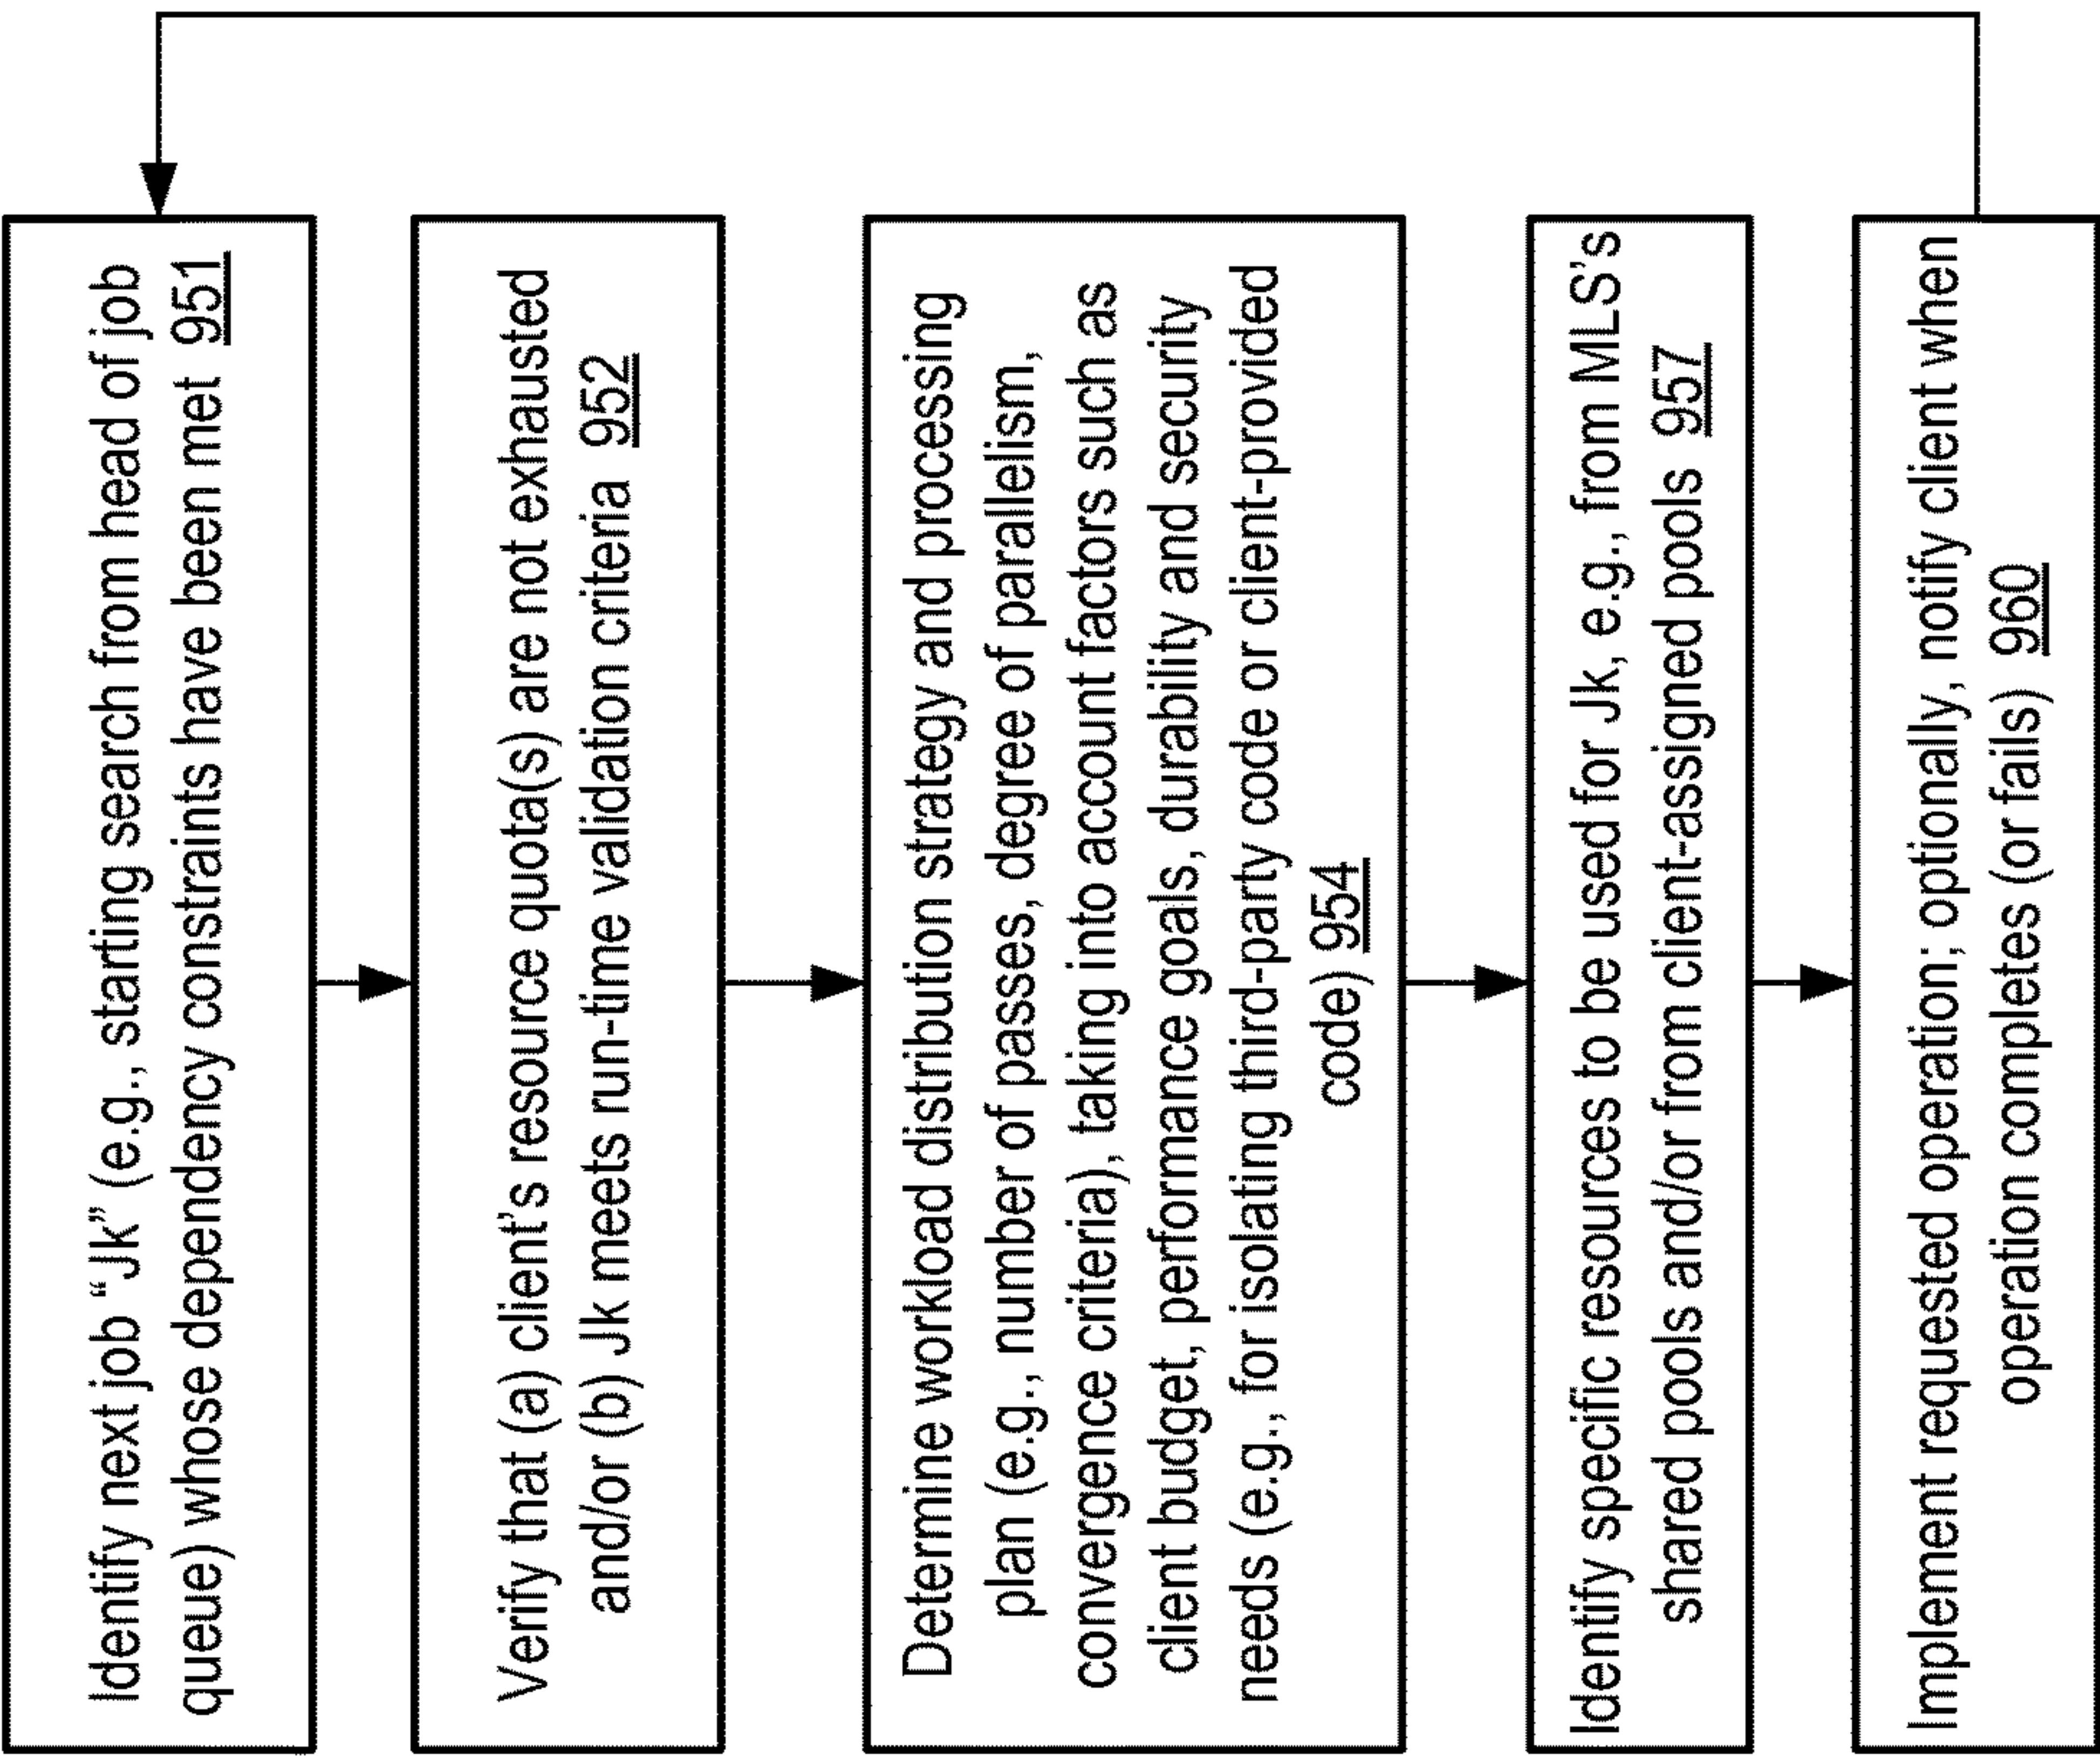 Identify next job “Jk” (e.g., starting search from head of job
queue) whose dependency constraints have been met 951
Verify that (a) client’s resource quota(s) are not exhausted
and/or (b) Jk meets run-time validation criteria 952
Determine workload distribution strategy and processing
plan (e.g., number of passes, degree of parallelism,
convergence criteria), taking into account factors such as
client budget, performance goals, durability and security
needs (e.g., for isolating third-party code or client-provided
code) 954
Identify specific resources to be used for Jk, e.g., from MLS’s
shared pools and/or from client-assigned pools 957
Implement requested operation; optionally, notify client when
operation completes (or fails) 960